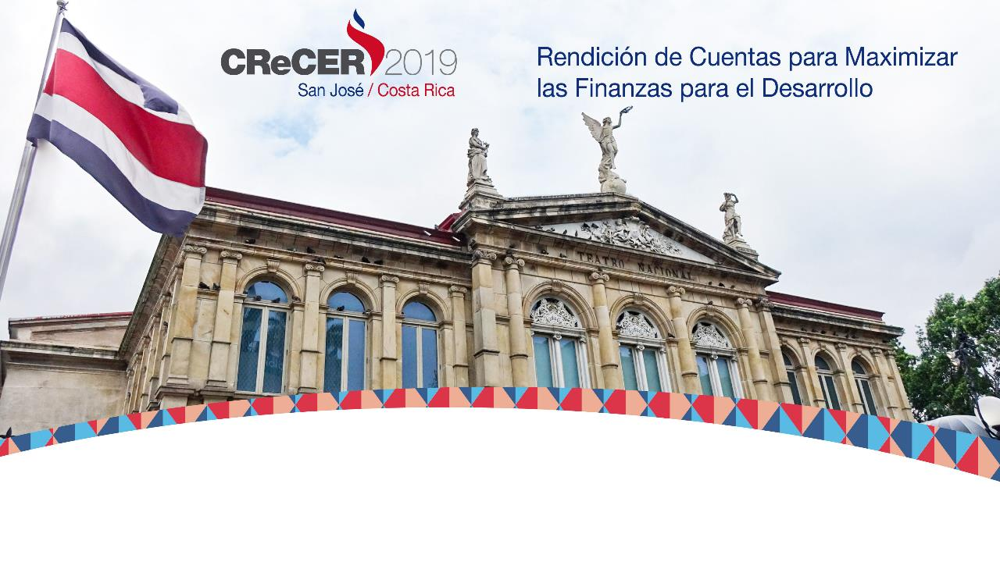 CReCER 2019
San José / Costa Rica
Rendición de Cuentas para Maximizar
las Finanzas para el Desarrollo
TEATRO NACIONAL